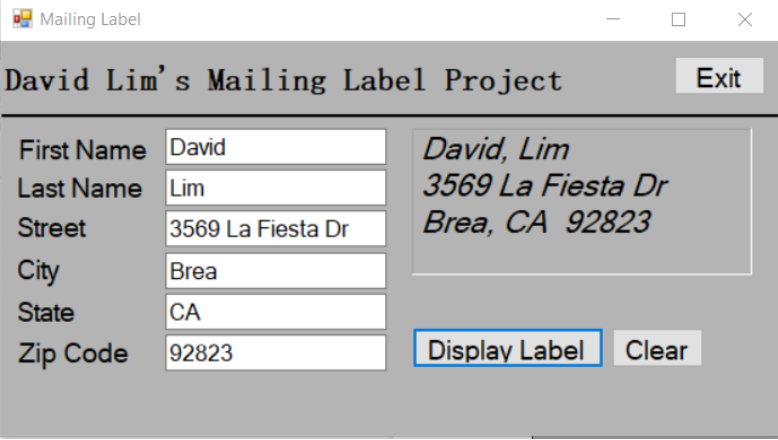 Mailing Label
David Lim's Mailing Label Project
Exit
First Name
David
Last Name
Lim
Street
3569 La Fiesta Dr
City
Brea
State
CA
Zip Code
92823
David, Lim
3569 La Fiesta Dr
Brea, CA  92823
Display Label
Clear